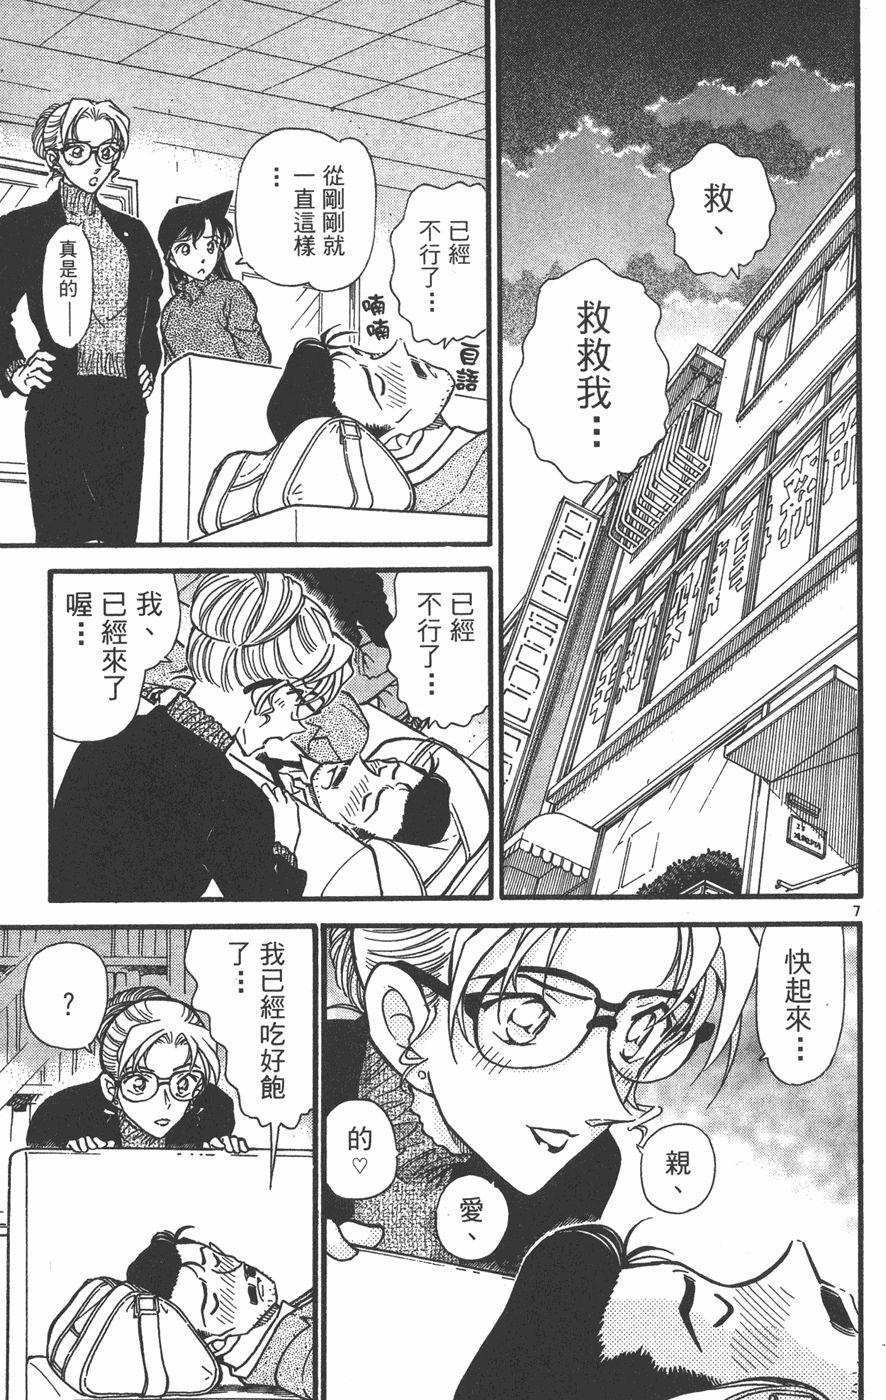 救、
救救我…
已經
不行了…
喃喃
自語
從剛剛就
一直這樣
…
真是的──
已經
不行了…
我、
已經來了
喔…
7
快起來…
親、
愛、
的♡
我已經吃好飽
了…
？